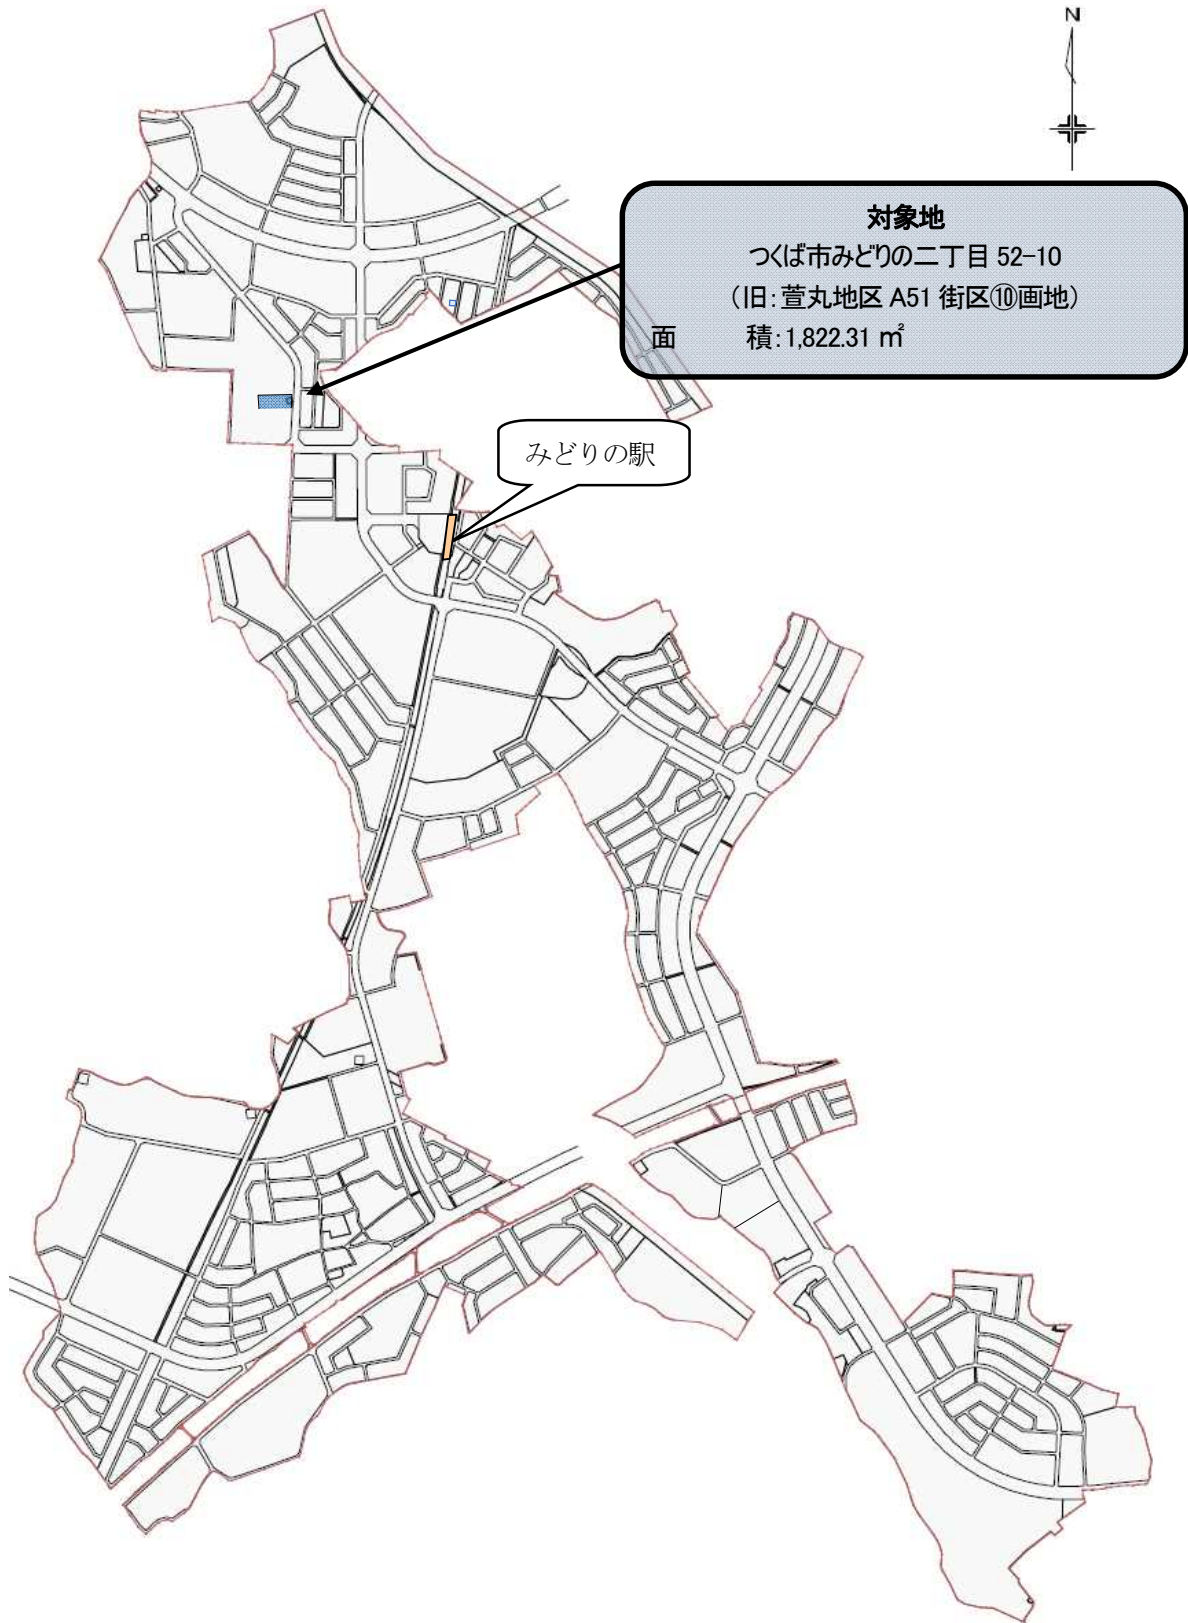 N
対象地
つくば市みどりの二丁目 52-10
（旧：萱丸地区 A51 街区⑩画地）
面　　積：1,822.31 ㎡
みどりの駅